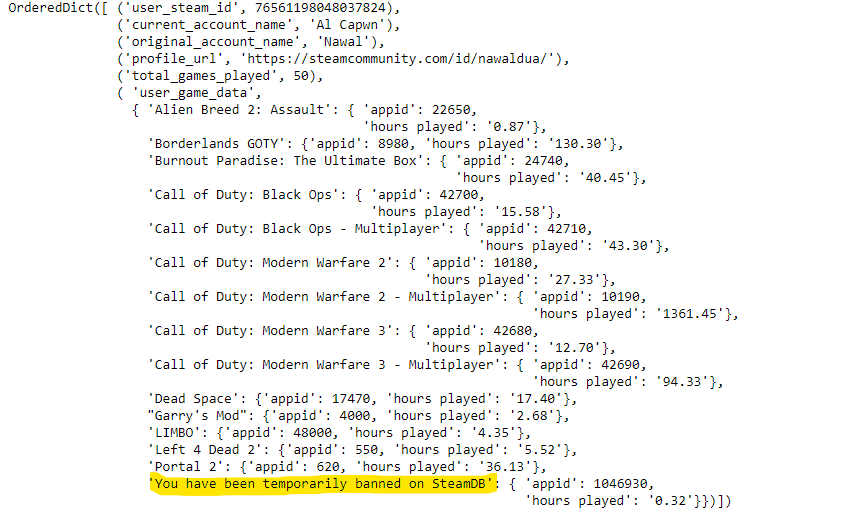 OrderedDict([ ('user_steam_id', 76561198048037824),
('current_account_name', 'Al Capwn'),
('original_account_name', 'Nawal'),
('profile_url', 'https://steamcommunity.com/id/nawaldua/'),
('total_games_played', 50),
( 'user_game_data',
{ 'Alien Breed 2: Assault': { 'appid': 22650,
'hours played': '0.87'},
'Borderlands GOTY': {'appid': 8980, 'hours played': '130.30'},
'Burnout Paradise: The Ultimate Box': { 'appid': 24740,
'hours played': '40.45'},
'Call of Duty: Black Ops': { 'appid': 42700,
'hours played': '15.58'},
'Call of Duty: Black Ops - Multiplayer': { 'appid': 42710,
'hours played': '43.30'},
'Call of Duty: Modern Warfare 2': { 'appid': 10180,
'hours played': '27.33'},
'Call of Duty: Modern Warfare 2 - Multiplayer': { 'appid': 10190,
'hours played': '1361.45'},
'Call of Duty: Modern Warfare 3': { 'appid': 42680,
'hours played': '12.70'},
'Call of Duty: Modern Warfare 3 - Multiplayer': { 'appid': 42690,
'hours played': '94.33'},
'Dead Space': {'appid': 17470, 'hours played': '17.40'},
"Garry's Mod": {'appid': 4000, 'hours played': '2.68'},
'LIMBO': {'appid': 48000, 'hours played': '4.35'},
'Left 4 Dead 2': {'appid': 550, 'hours played': '5.52'},
'Portal 2': {'appid': 620, 'hours played': '36.13'},
'You have been temporarily banned on SteamDB': { 'appid': 1046930,
'hours played': '0.32'}})])